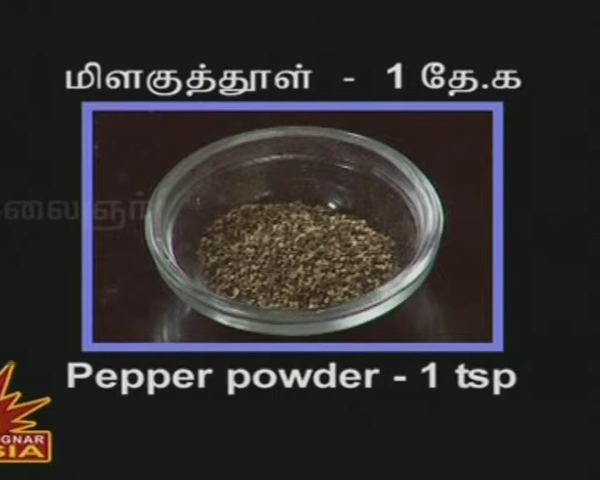 மிளகுத்தூள் - 1 தே.க
Pepper powder - 1 tsp